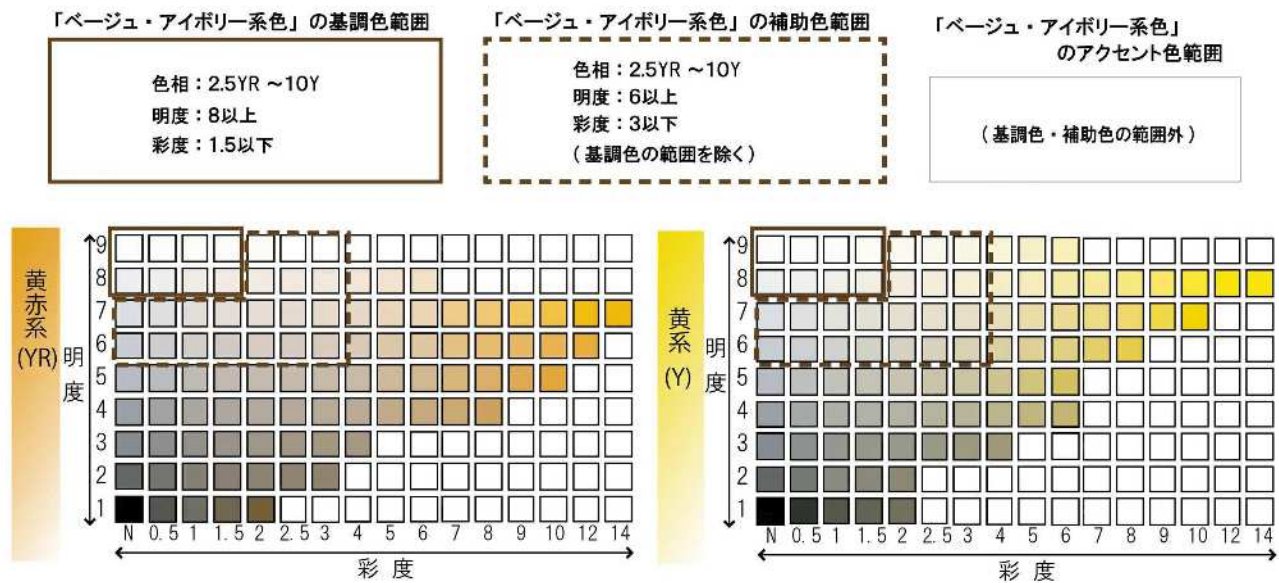 「ベージュ・アイボリー系色」の基調色範囲
色相：2.5YR ～10Y
明度：8以上
彩度：1.5以下
「ベージュ・アイボリー系色」の補助色範囲
色相：2.5YR ～10Y
明度：6以上
彩度：3以下
（基調色の範囲を除く）
「ベージュ・アイボリー系色」
のアクセント色範囲
（基調色・補助色の範囲外）
黄赤系
(YR)
明度
9
8
7
6
5
4
3
2
1
N 0.5 1 1.5 2 2.5 3 4 5 6 7 8 9 10 12 14
彩度
黄系
(Y)
明度
9
8
7
6
5
4
3
2
1
N 0.5 1 1.5 2 2.5 3 4 5 6 7 8 9 10 12 14
彩度